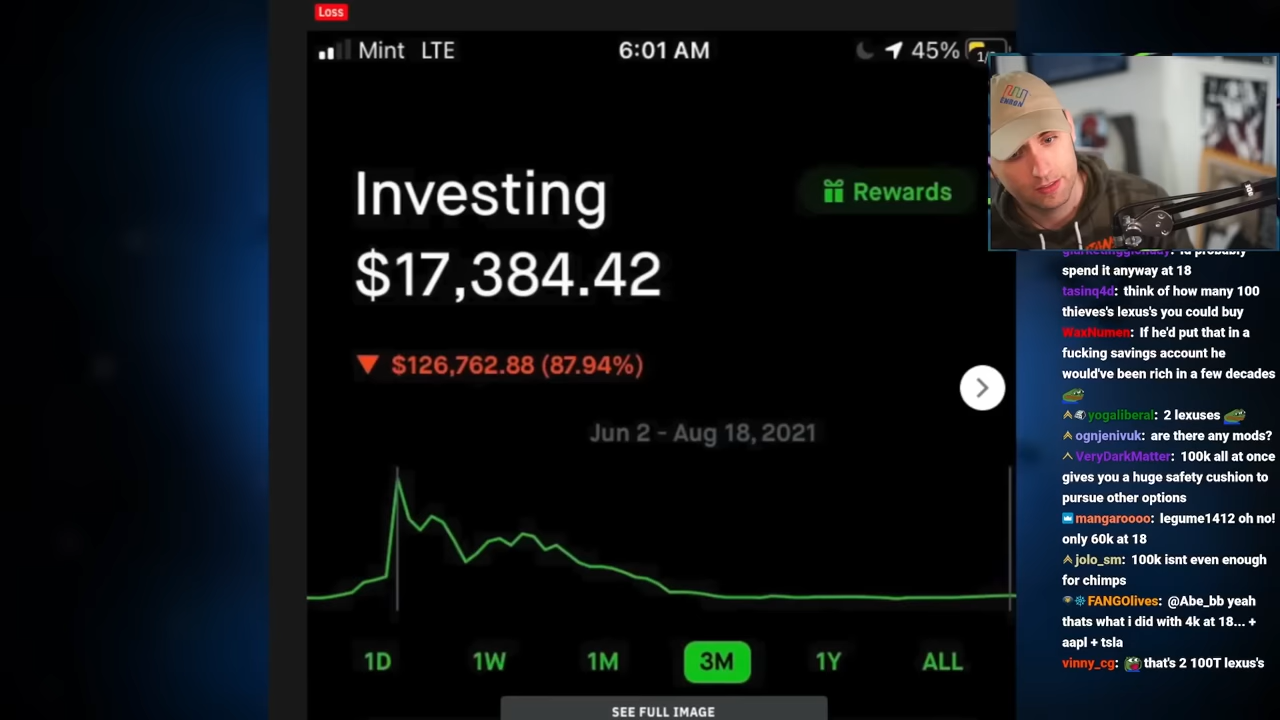 Loss
Mint LTE
6:01 AM
45%
1/
Investing
Rewards
$17,384.42
▼ $126,762.88 (87.94%)
Jun 2 - Aug 18, 2021
1D 1W 1M 3M 1Y ALL
SEE FULL IMAGE
probably
spend it anyway at 18
tasinq4d: think of how many 100
thieves's lexus's you could buy
WaxNumen: If he'd put that in a
fucking savings account he
would've been rich in a few decades
yogaliberal: 2 lexuses
ognjenivuk: are there any mods?
VeryDarkMatter: 100k all at once
gives you a huge safety cushion to
pursue other options
mangaroooo: legume1412 oh no!
only 60k at 18
jolo_sm: 100k isnt even enough
for chimps
FANGOlives: @Abe_bb yeah
thats what i did with 4k at 18... +
aapl + tsla
vinny_cg: that's 2 100T lexus's